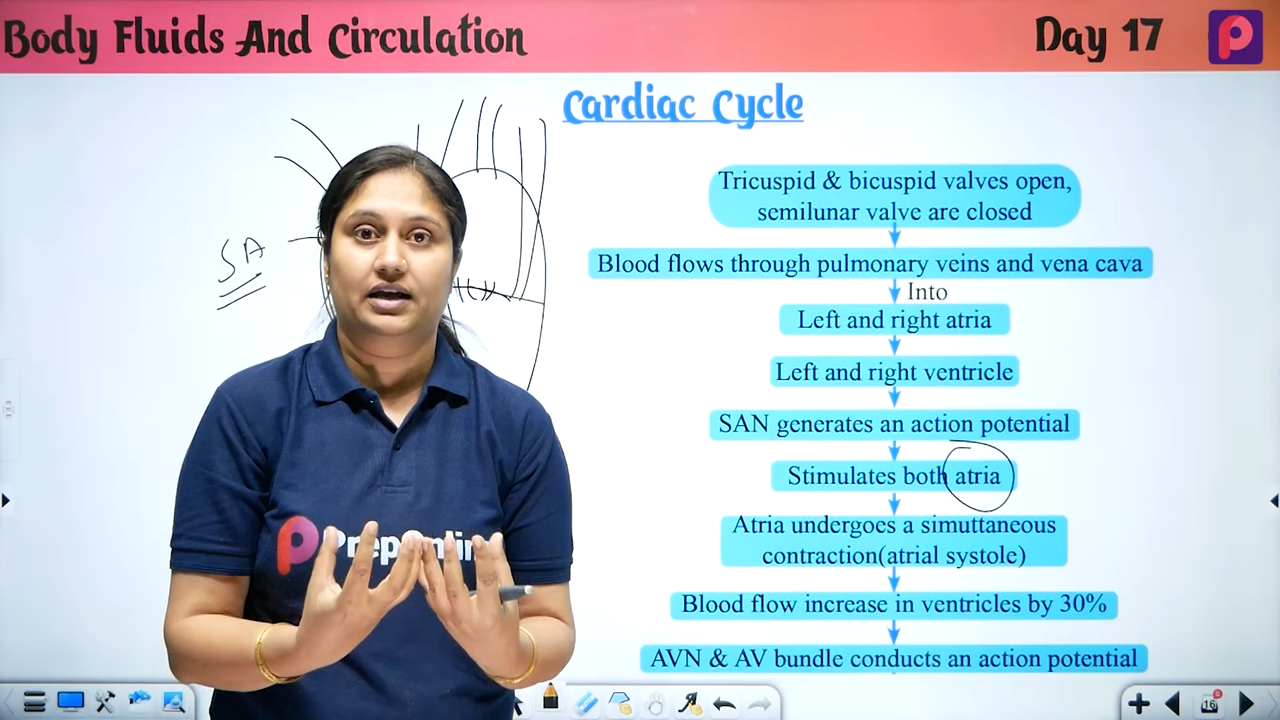 Body Fluids And Circulation
Day 17
Cardiac Cycle
Tricuspid & bicuspid valves open,
semilunar valve are closed
Blood flows through pulmonary veins and vena cava
Into
Left and right atria
Left and right ventricle
SAN generates an action potential
Stimulates both atria
Atria undergoes a simuttaneous
contraction(atrial systole)
Blood flow increase in ventricles by 30%
AVN & AV bundle conducts an action potential
SA
16